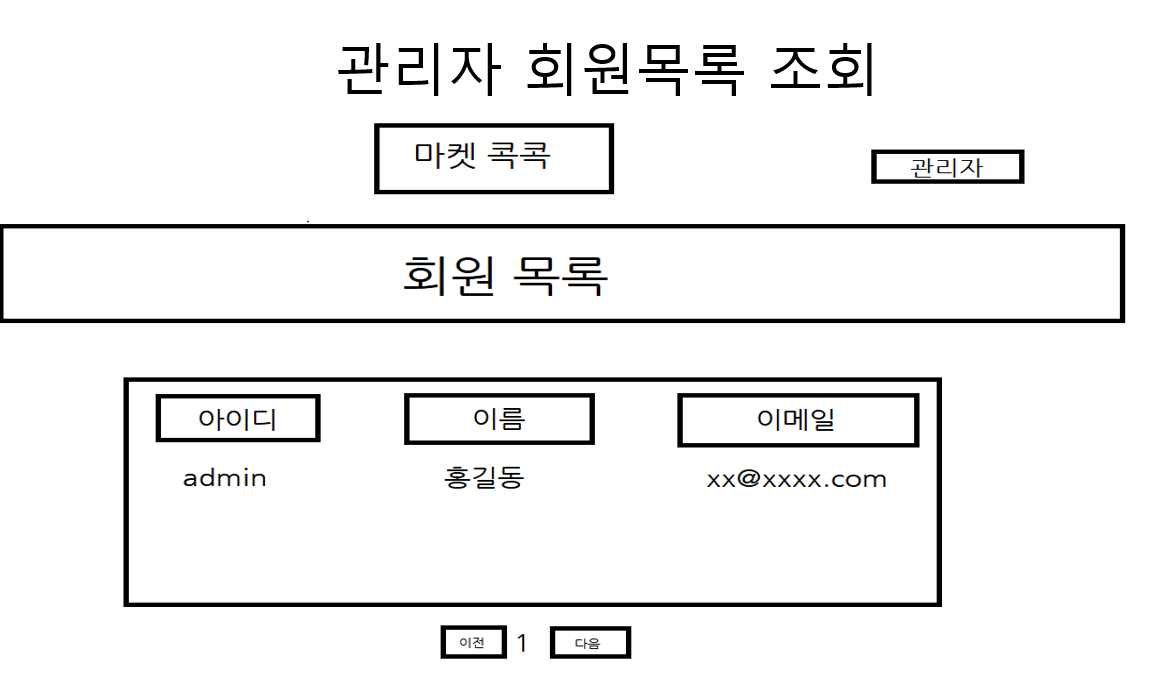 관리자 회원목록 조회
마켓 콕콕
관리자
회원 목록
아이디 이름 이메일
admin 홍길동 xx@xxxx.com
이전 1 다음